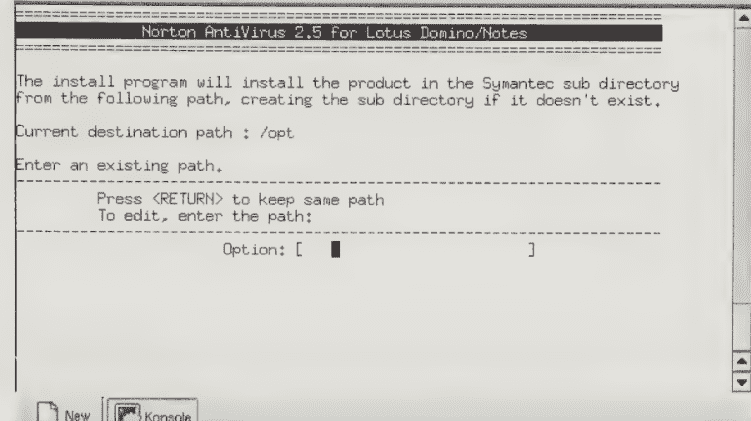 Norton AntiVirus 2.5 for Lotus Domino/Notes
The install program will install the product in the Symantec sub directory
from the following path, creating the sub directory if it doesn't exist.
Current destination path : /opt
Enter an existing path.
Press <RETURN> to keep same path
To edit, enter the path:
Option: [ ]
New Konsole